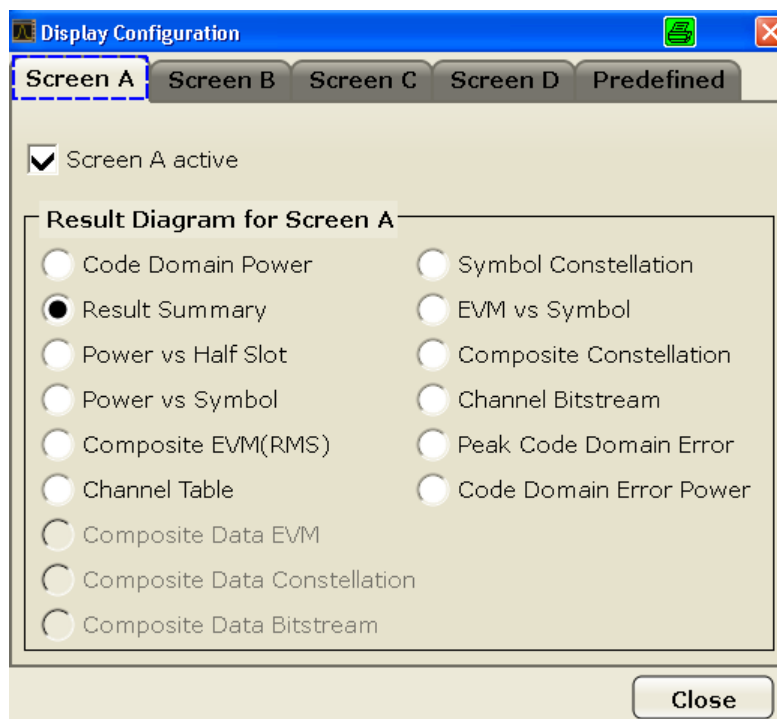 Display Configuration
Screen A Screen B Screen C Screen D Predefined
Screen A active
Result Diagram for Screen A
Code Domain Power
Result Summary
Power vs Half Slot
Power vs Symbol
Composite EVM(RMS)
Channel Table
Composite Data EVM
Composite Data Constellation
Composite Data Bitstream
Symbol Constellation
EVM vs Symbol
Composite Constellation
Channel Bitstream
Peak Code Domain Error
Code Domain Error Power
Close